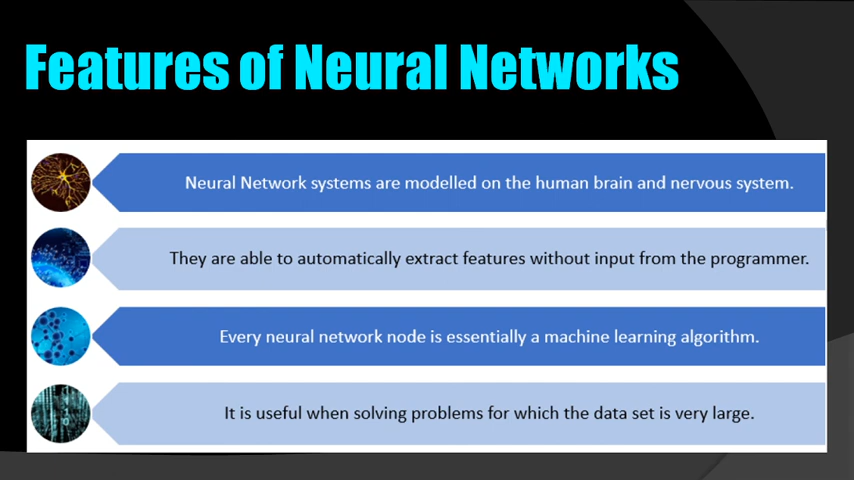 Features of Neural Networks
Neural Network systems are modelled on the human brain and nervous system.
They are able to automatically extract features without input from the programmer.
Every neural network node is essentially a machine learning algorithm.
It is useful when solving problems for which the data set is very large.